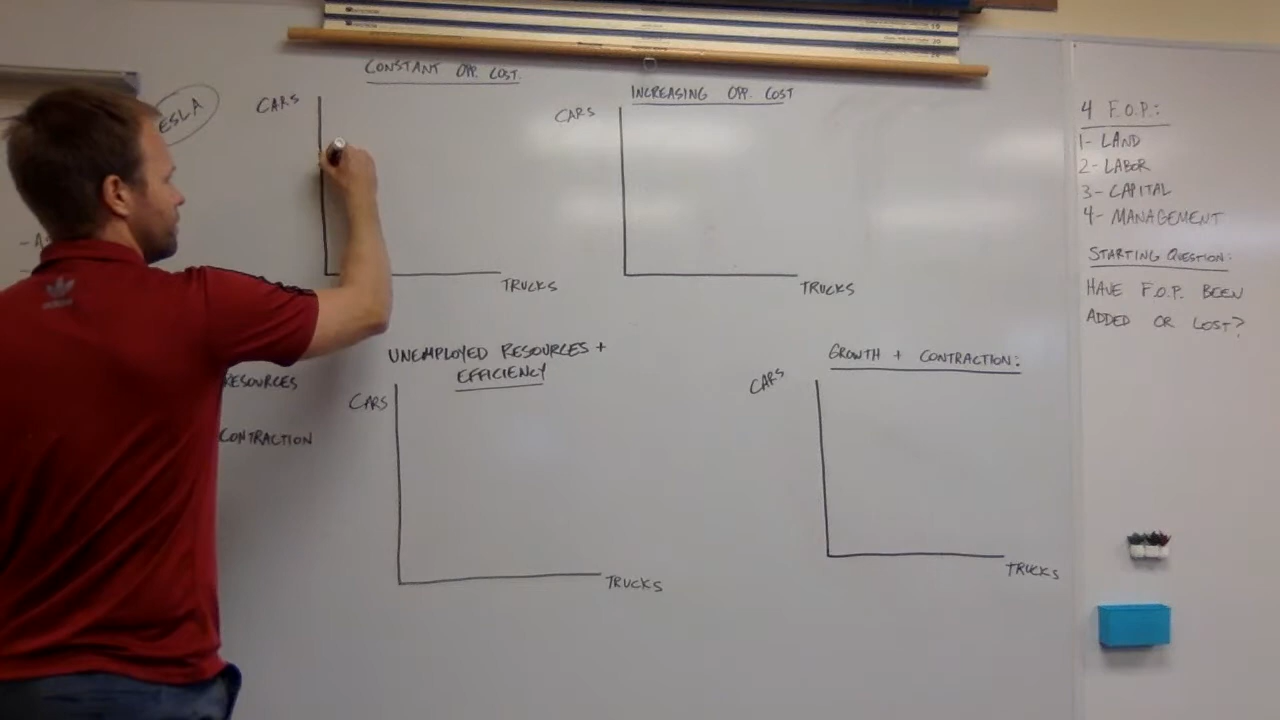 CONSTANT OPP. COST.
CARS
TRUCKS
INCREASING OPP. COST
CARS
TRUCKS
ESLA
RESOURCES
CONTRACTION
UNEMPLOYED RESOURCES +
EFFICIENCY
CARS
TRUCKS
GROWTH + CONTRACTION:
CARS
TRUCKS
4 F.O.P.:
1- LAND
2- LABOR
3- CAPITAL
4- MANAGEMENT
STARTING QUESTION:
HAVE F.O.P. BEEN
ADDED OR LOST?
adidas